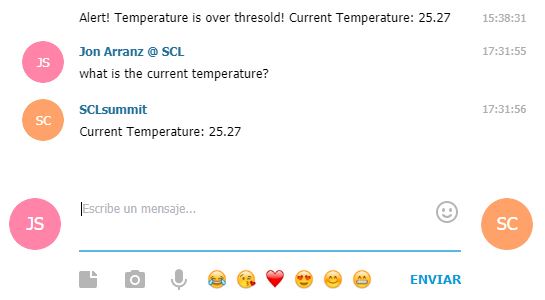 Alert! Temperature is over thresold! Current Temperature: 25.27 15:38:31
JS Jon Arranz @ SCL 17:31:55
what is the current temperature?
SC SCLsummit 17:31:56
Current Temperature: 25.27
JS Escribe un mensaje... SC
ENVIAR